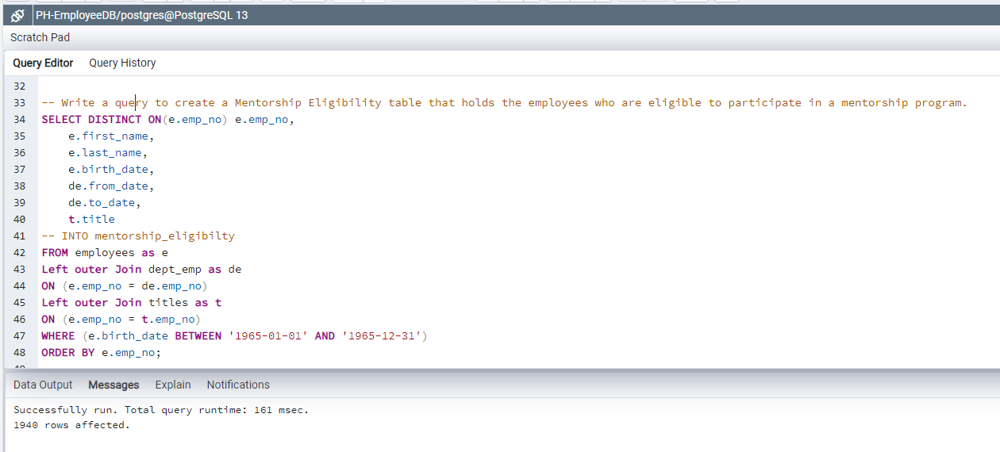 PH-EmployeeDB/postgres@PostgreSQL 13
Scratch Pad
Query Editor Query History
32
33 -- Write a query to create a Mentorship Eligibility table that holds the employees who are eligible to participate in a mentorship program.
34 SELECT DISTINCT ON(e.emp_no) e.emp_no,
35 e.first_name,
36 e.last_name,
37 e.birth_date,
38 de.from_date,
39 de.to_date,
40 t.title
41 -- INTO mentorship_eligibilty
42 FROM employees as e
43 Left outer Join dept_emp as de
44 ON (e.emp_no = de.emp_no)
45 Left outer Join titles as t
46 ON (e.emp_no = t.emp_no)
47 WHERE (e.birth_date BETWEEN '1965-01-01' AND '1965-12-31')
48 ORDER BY e.emp_no;
Data Output Messages Explain Notifications
Successfully run. Total query runtime: 161 msec.
1940 rows affected.